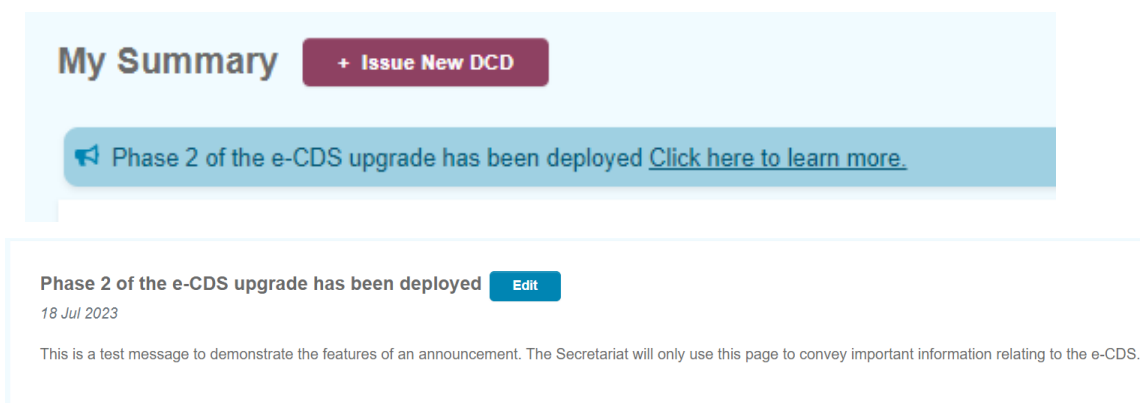 My Summary + Issue New DCD
Phase 2 of the e-CDS upgrade has been deployed Click here to learn more.
Phase 2 of the e-CDS upgrade has been deployed Edit
18 Jul 2023
This is a test message to demonstrate the features of an announcement. The Secretariat will only use this page to convey important information relating to the e-CDS.